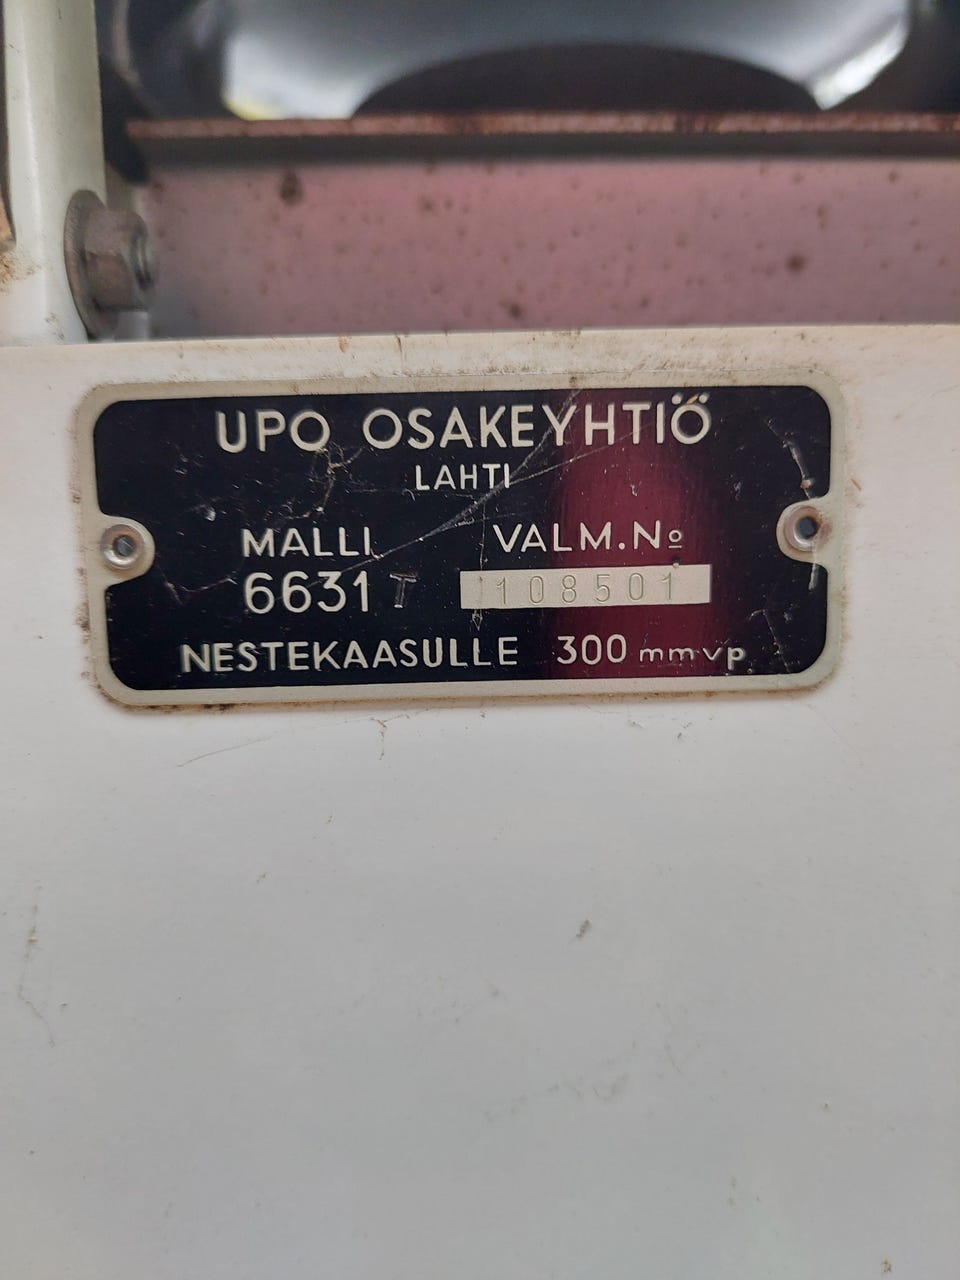 UPO OSAKEYHTIÖ
LAHTI
MALLI VALM.No
6631 T 108501
NESTEKAASULLE 300 mmvp